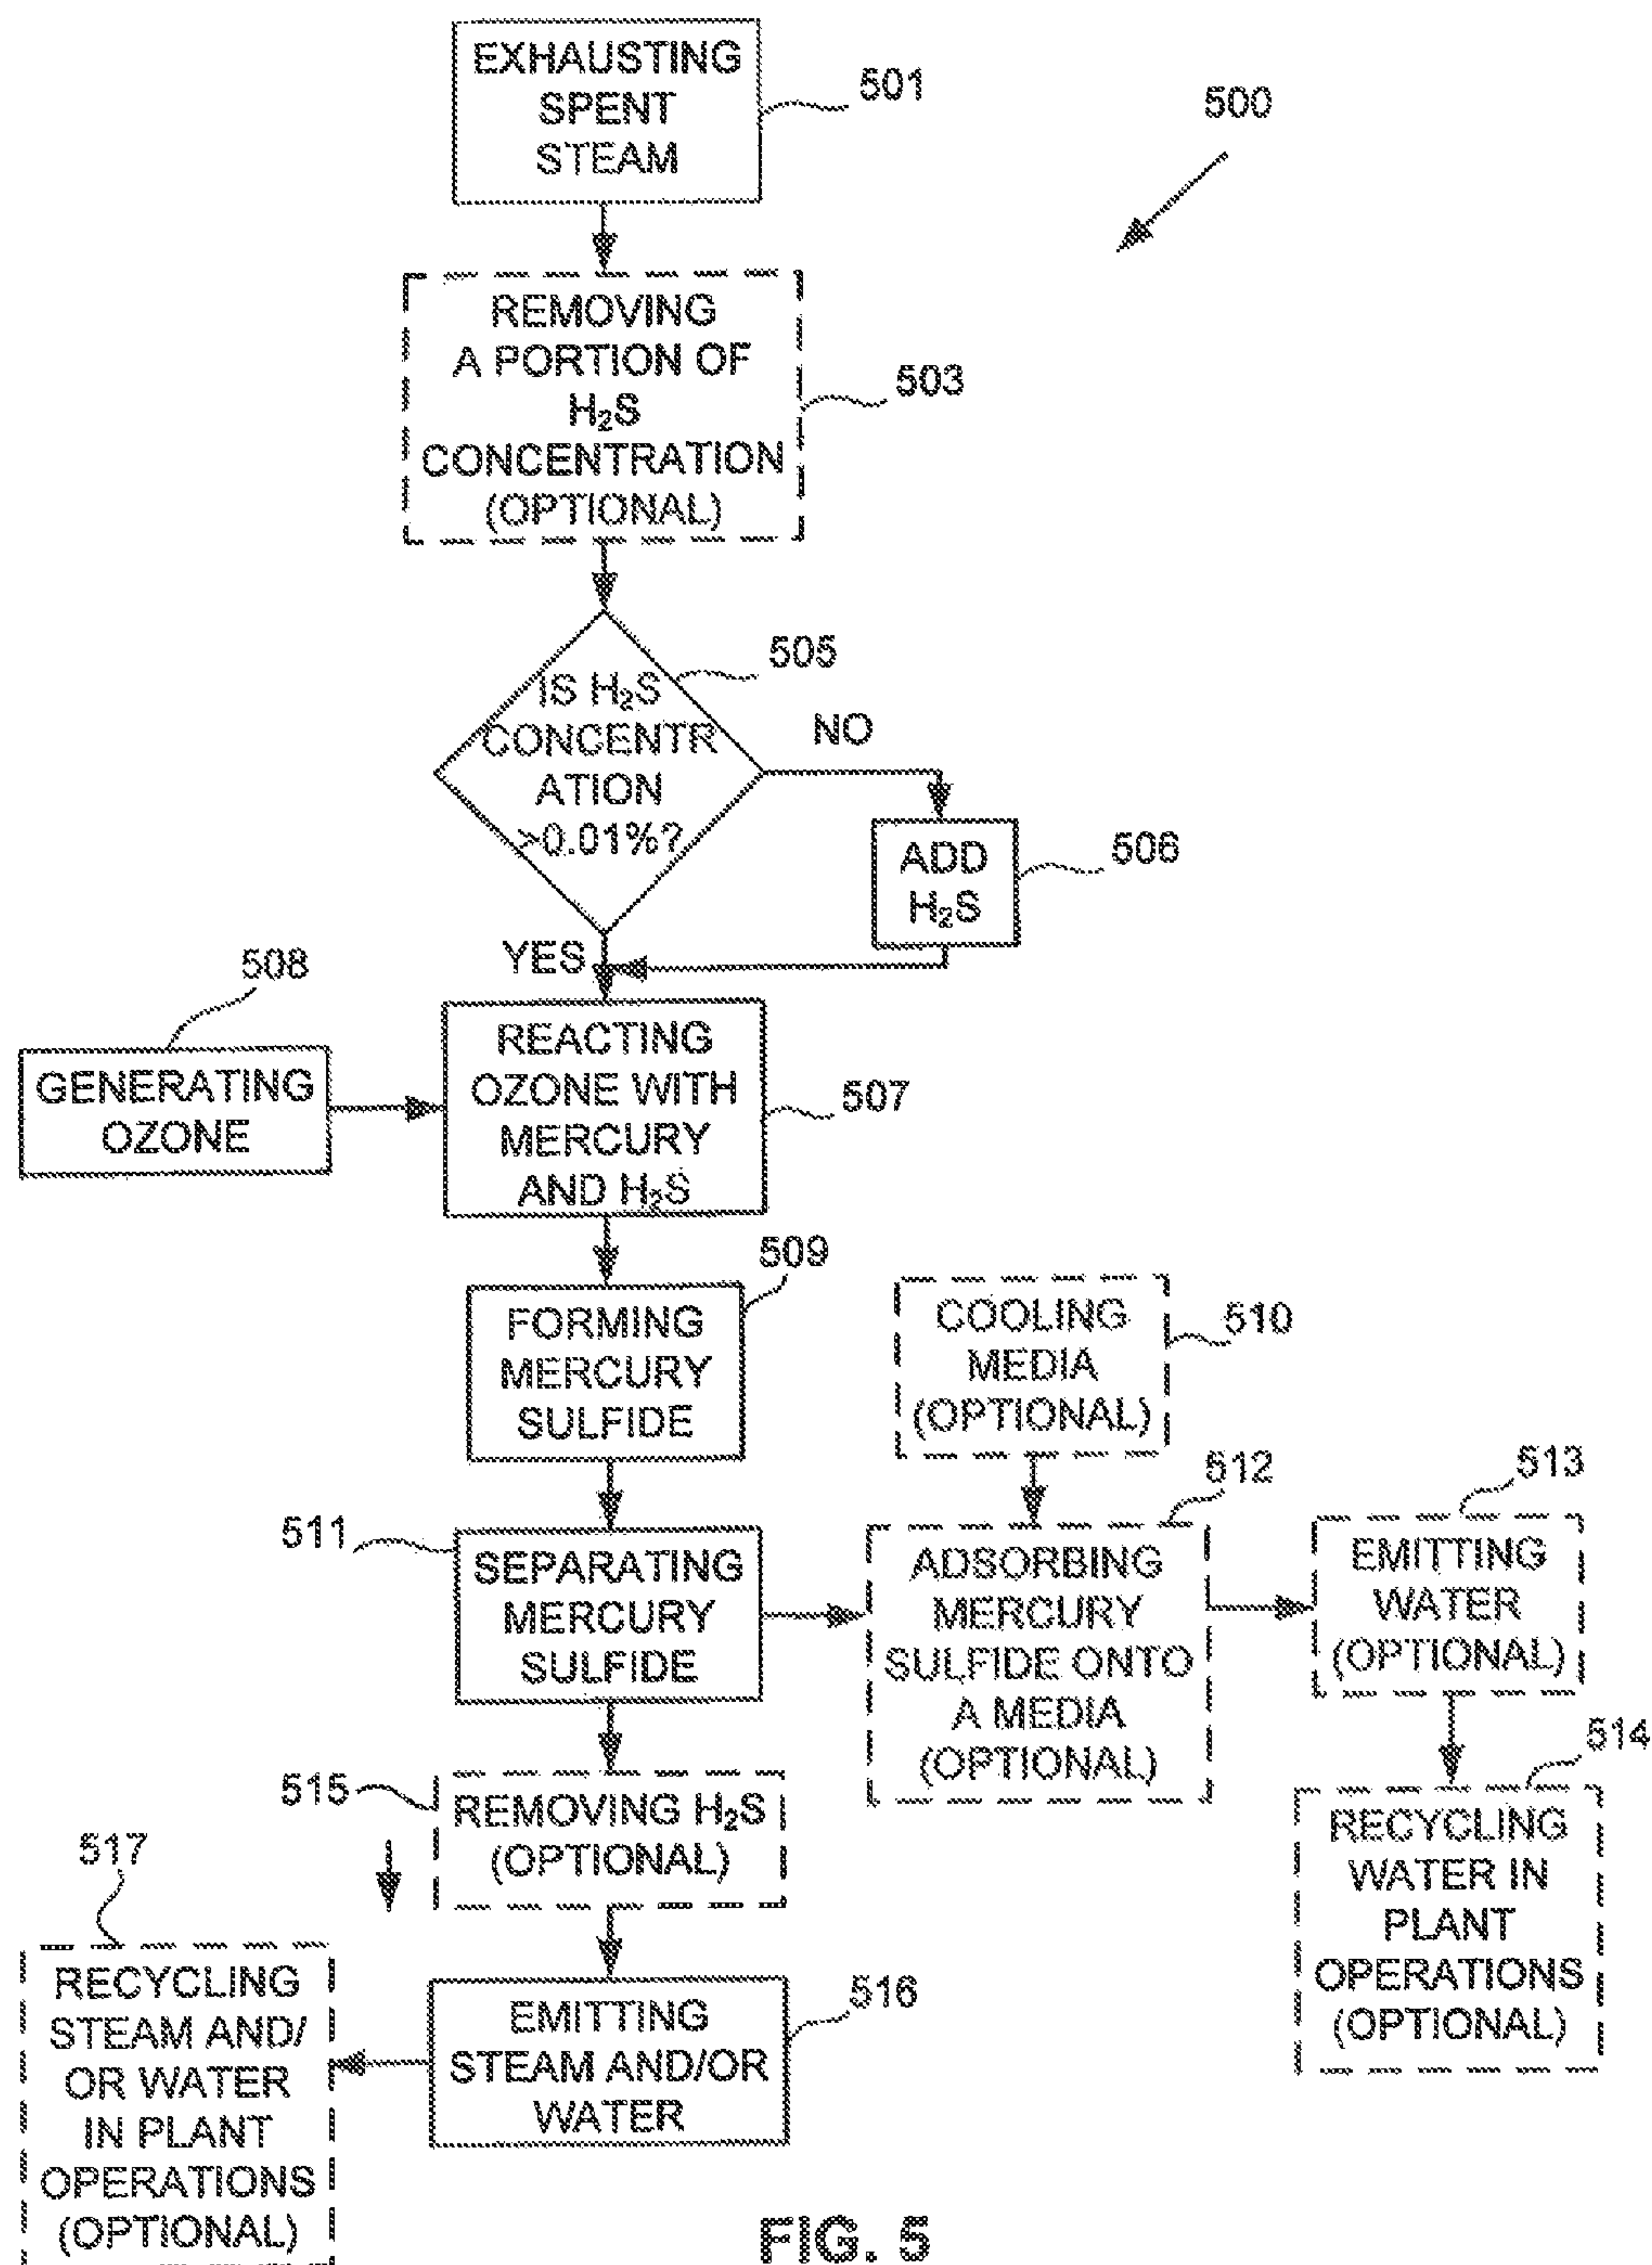 EXHAUSTING
SPENT
STEAM
501
500
REMOVING
A PORTION OF
H₂S
CONCENTRATION
(OPTIONAL)
503
505
IS H₂S
CONCENTR
ATION
>0.01%?
NO
ADD
H₂S
506
YES
508
GENERATING
OZONE
REACTING
OZONE WITH
MERCURY
AND H₂S
507
509
FORMING
MERCURY
SULFIDE
COOLING
MEDIA
(OPTIONAL)
510
511
SEPARATING
MERCURY
SULFIDE
512
ADSORBING
MERCURY
SULFIDE ONTO
A MEDIA
(OPTIONAL)
513
EMITTING
WATER
(OPTIONAL)
514
RECYCLING
WATER IN
PLANT
OPERATIONS
(OPTIONAL)
515
REMOVING H₂S
(OPTIONAL)
517
RECYCLING
STEAM AND/
OR WATER
IN PLANT
OPERATIONS
(OPTIONAL)
EMITTING
STEAM AND/OR
WATER
516
FIG. 5